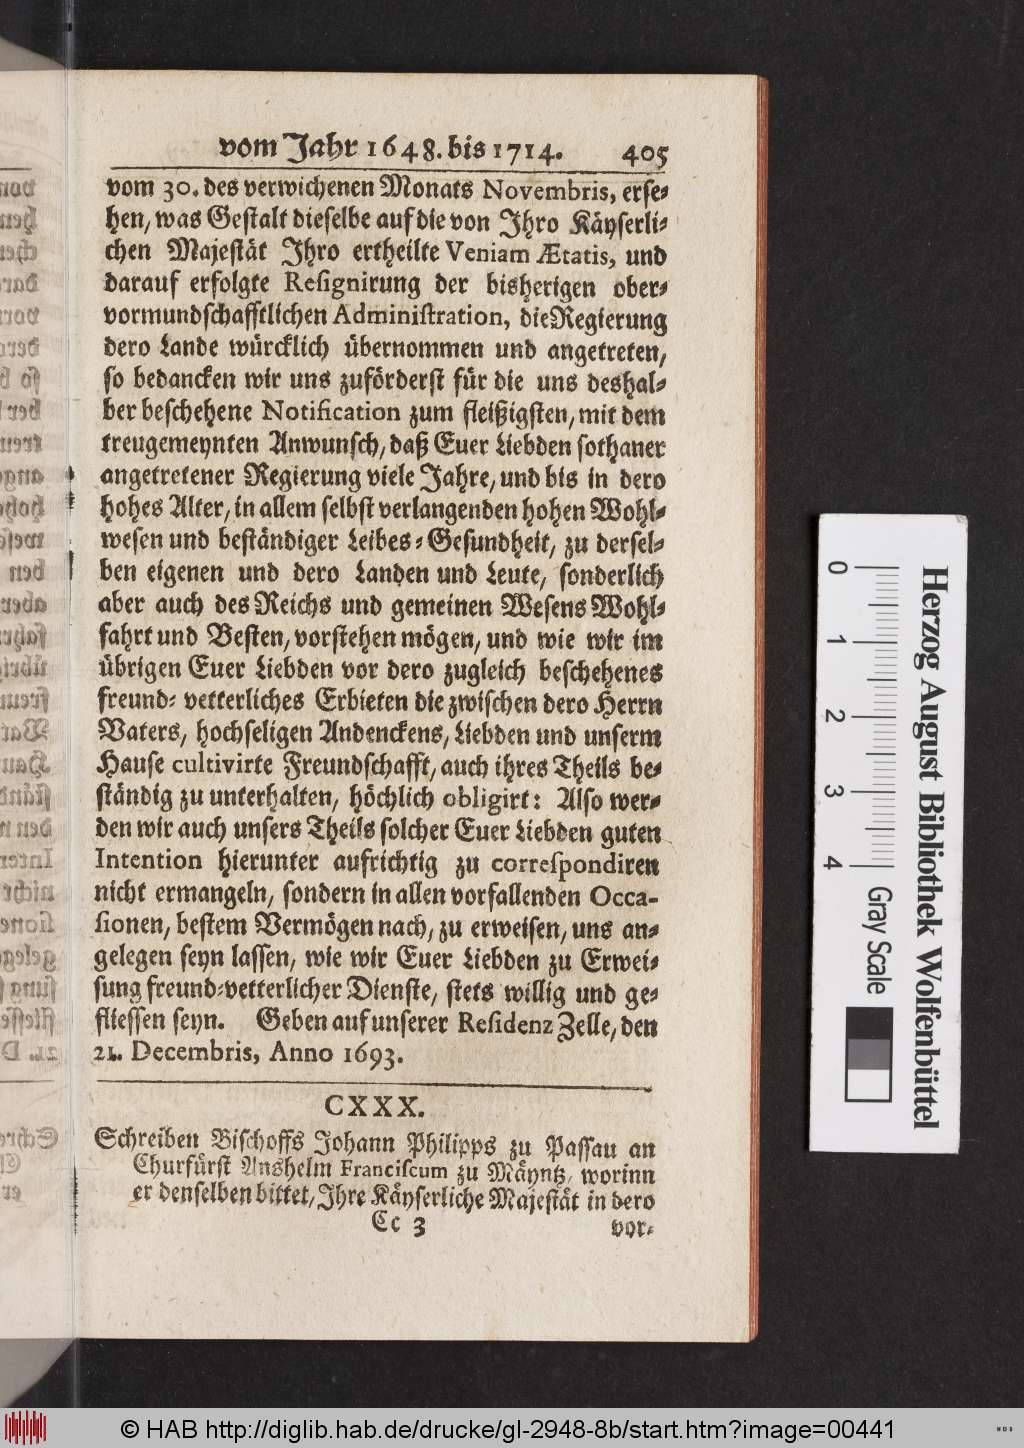 vom Jahr 1648. bis 1714. 405
vom 30. des verwichenen Monats Novembris, erse-
hen, was Gestalt dieselbe auf die von Ihro Käyserli-
chen Majestät Ihro ertheilte Veniam Ætatis, und
darauf erfolgte Resignirung der bisherigen ober-
vormundschafftlichen Administration, die Regierung
dero Lande würcklich übernommen und angetreten,
so bedancken wir uns zuförderst für die uns deshal-
ber beschehene Notification zum fleißigsten, mit dem
treugemeynten Anwunsch, daß Euer Liebden sothaner
angetretener Regierung viele Jahre, und bis in dero
hohes Alter, in allem selbst verlangenden hohen Wohl-
wesen und beständiger Leibes-Gesundheit, zu dersel-
ben eigenen und dero Landen und Leute, sonderlich
aber auch des Reichs und gemeinen Wesens Wohl-
fahrt und Besten, vorstehen mögen, und wie wir im
übrigen Euer Liebden vor dero zugleich beschehenes
freund-vetterliches Erbieten die zwischen dero Herrn
Vaters, hochseligen Andenckens, Liebden und unserm
Hause cultivirte Freundschafft, auch ihres Theils be-
ständig zu unterhalten, höchlich obligirt: Also wer-
den wir auch unsers Theils solcher Euer Liebden guten
Intention hierunter aufrichtig zu correspondiren
nicht ermangeln, sondern in allen vorfallenden Occa-
sionen, bestem Vermögen nach, zu erweisen, uns an-
gelegen seyn lassen, wie wir Euer Liebden zu Erwei-
sung freund-vetterlicher Dienste, stets willig und ge-
fliessen seyn. Geben auf unserer Residenz Zelle, den
21. Decembris, Anno 1693.
CXXX.
Schreiben Bischoffs Johann Philipps zu Passau an
Churfürst Anshelm Franciscum zu Mäyntz, worinn
er denselben bittet, Ihre Käyserliche Majestät in dero
Cc 3 vor-
Herzog August Bibliothek Wolfenbüttel
0 1 2 3 4 Gray Scale
© HAB http://diglib.hab.de/drucke/gl-2948-8b/start.htm?image=00441